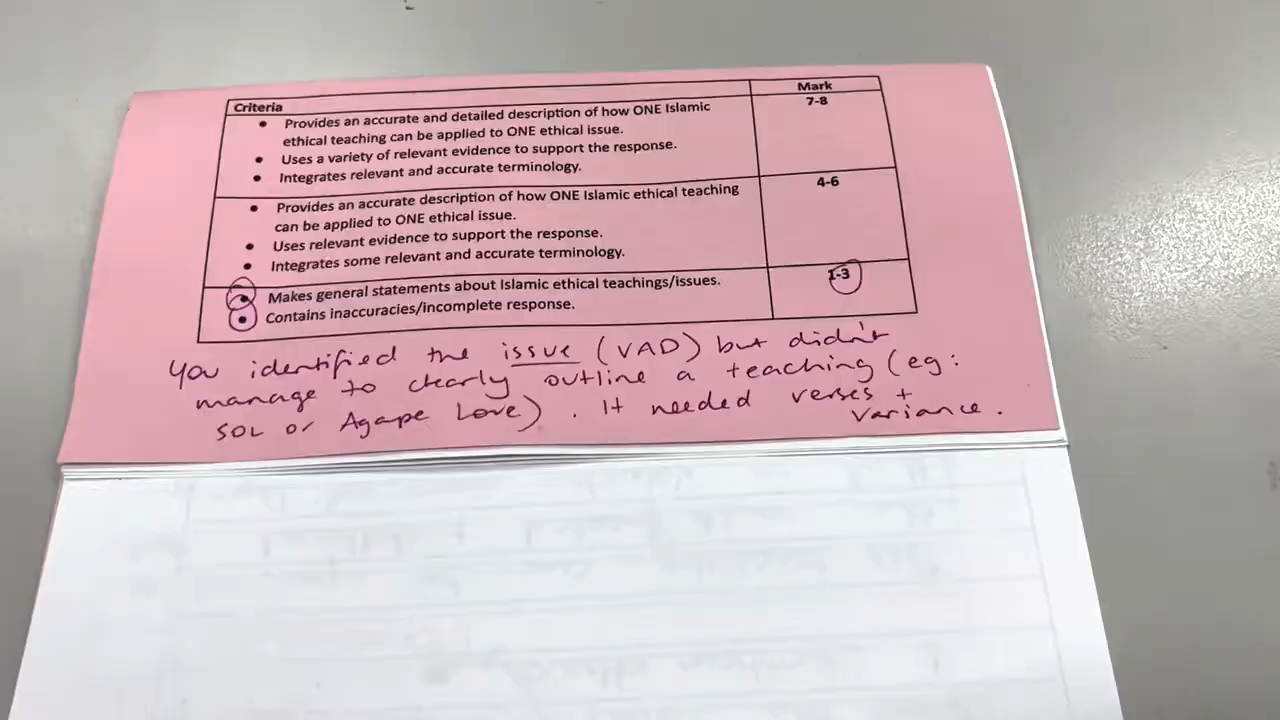 Criteria Mark
• Provides an accurate and detailed description of how ONE Islamic 7-8
ethical teaching can be applied to ONE ethical issue.
• Uses a variety of relevant evidence to support the response.
• Integrates relevant and accurate terminology.
• Provides an accurate description of how ONE Islamic ethical teaching 4-6
can be applied to ONE ethical issue.
• Uses relevant evidence to support the response.
• Integrates some relevant and accurate terminology.
• Makes general statements about Islamic ethical teachings/issues. 1-3
• Contains inaccuracies/incomplete response.
You identified the issue (VAD) but didn't
manage to clearly outline a teaching (eg:
SOL or Agape Love). It needed verses +
variance.